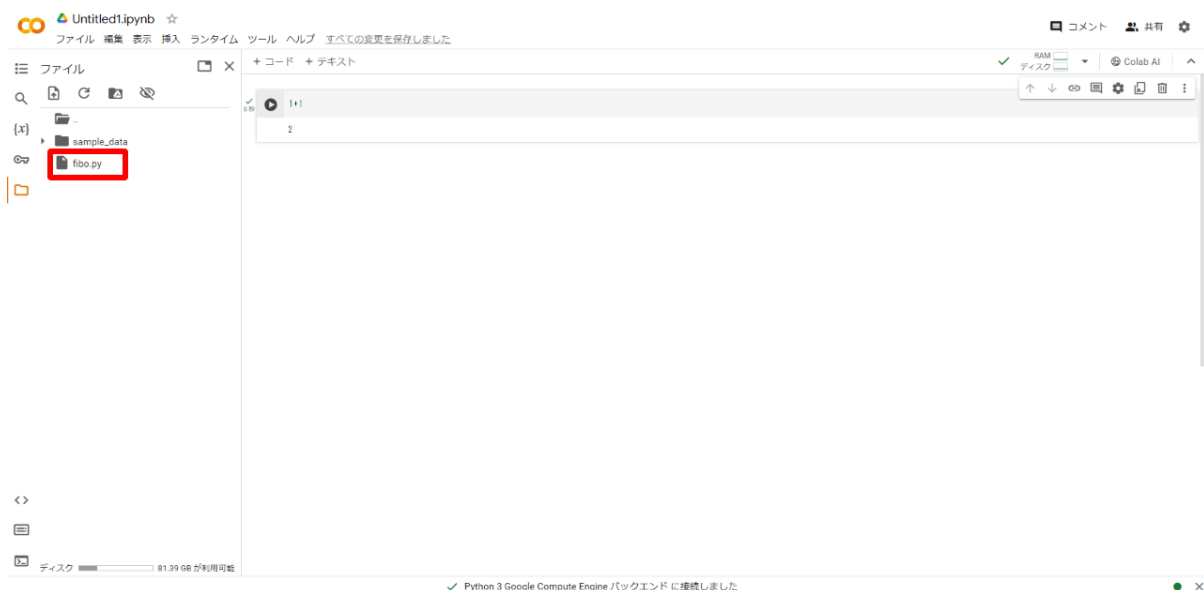 Untitled1.ipynb
ファイル 編集 表示 挿入 ランタイム ツール ヘルプ すべての変更を保存しました
コメント 共有
ファイル
+ コード + テキスト
RAM
ディスク
Colab AI
{x}
..
sample_data
fibo.py
0 秒
1+1
2
ディスク 81.39 GB が利用可能
Python 3 Google Compute Engine バックエンド に接続しました